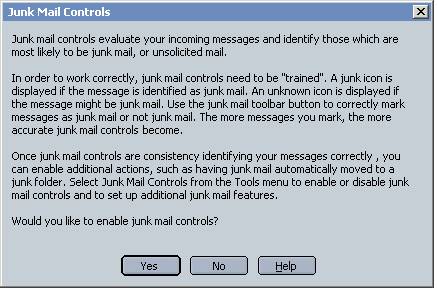 Junk Mail Controls
Junk mail controls evaluate your incoming messages and identify those which are
most likely to be junk mail, or unsolicited mail.
In order to work correctly, junk mail controls need to be "trained". A junk icon is
displayed if the message is identified as junk mail. An unknown icon is displayed if
the message might be junk mail. Use the junk mail toolbar button to correctly mark
messages as junk mail or not junk mail. The more messages you mark, the more
accurate junk mail controls become.
Once junk mail controls are consistency identifying your messages correctly , you
can enable additional actions, such as having junk mail automatically moved to a
junk folder. Select Junk Mail Controls from the Tools menu to enable or disable junk
mail controls and to set up additional junk mail features.
Would you like to enable junk mail controls?
Yes No Help